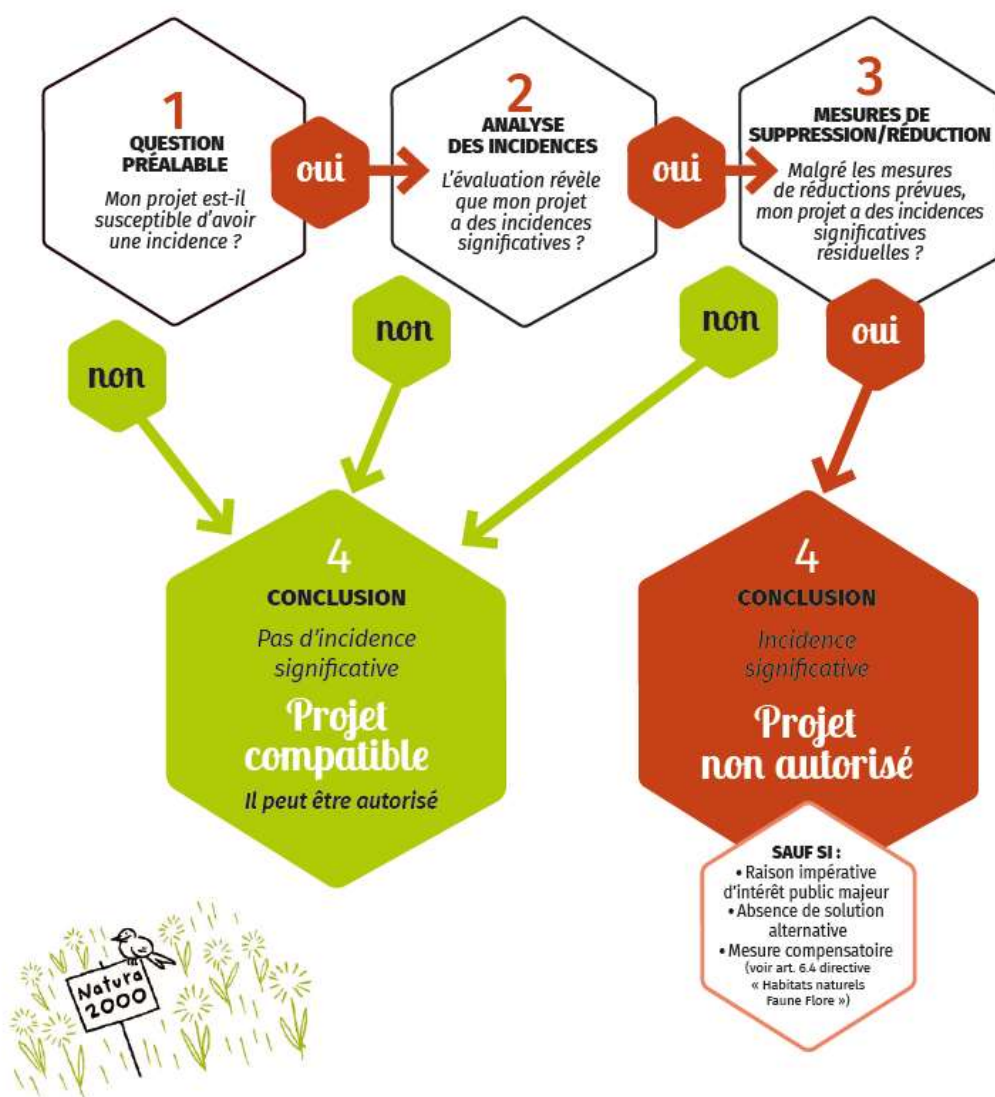 1
QUESTION
PRÉALABLE
Mon projet est-il
susceptible d’avoir
une incidence ?
oui
2
ANALYSE
DES INCIDENCES
L’évaluation révèle
que mon projet
a des incidences
significatives ?
oui
3
MESURES DE
SUPPRESSION/RÉDUCTION
Malgré les mesures
de réductions prévues,
mon projet a des incidences
significatives
résiduelles ?
non
non
non
oui
4
CONCLUSION
Pas d’incidence
significative
Projet
compatible
Il peut être autorisé
4
CONCLUSION
Incidence
significative
Projet
non autorisé
SAUF SI :
• Raison impérative
d’intérêt public majeur
• Absence de solution
alternative
• Mesure compensatoire
(voir art. 6.4 directive
« Habitats naturels
Faune Flore »)
Natura
2000